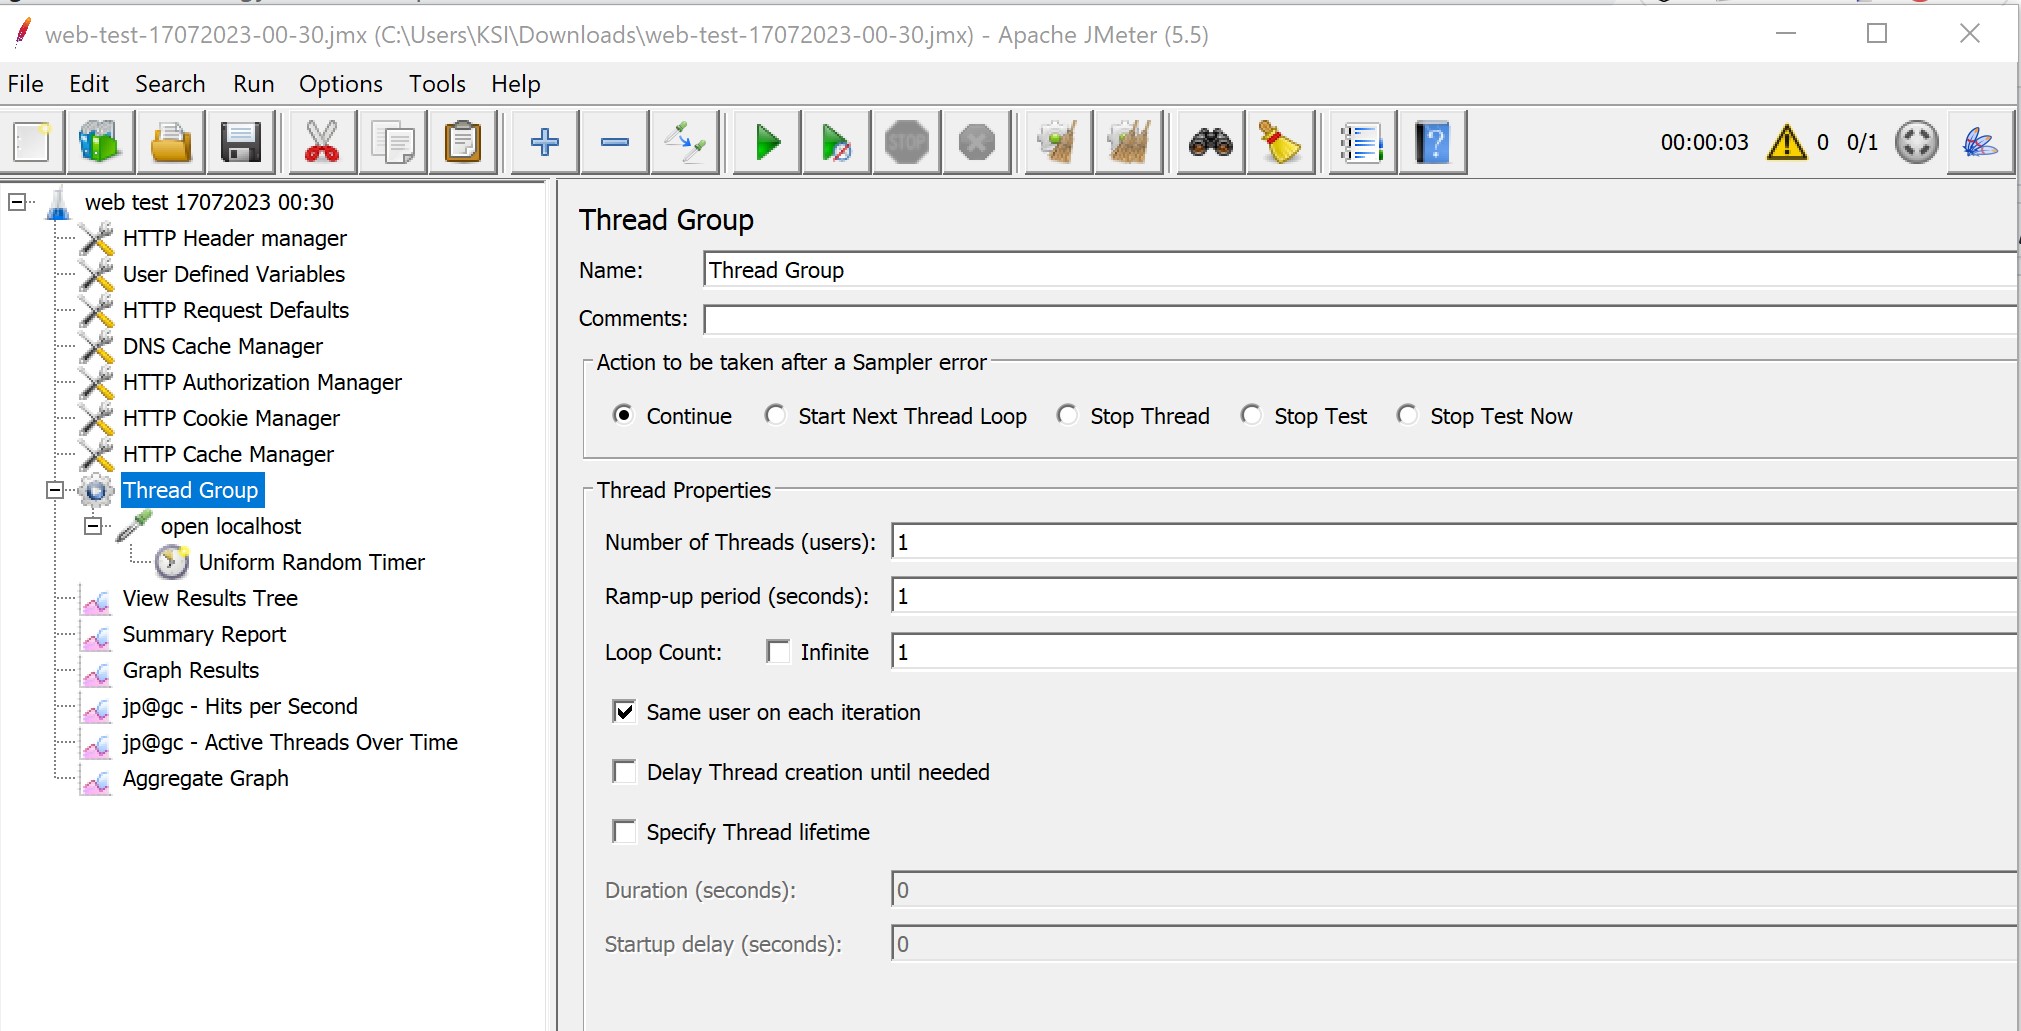 web-test-17072023-00-30.jmx (C:\Users\KSI\Downloads\web-test-17072023-00-30.jmx) - Apache JMeter (5.5)
File Edit Search Run Options Tools Help
STOP ? 00:00:03 0 0/1
web test 17072023 00:30
HTTP Header manager
User Defined Variables
HTTP Request Defaults
DNS Cache Manager
HTTP Authorization Manager
HTTP Cookie Manager
HTTP Cache Manager
Thread Group
open localhost
Uniform Random Timer
View Results Tree
Summary Report
Graph Results
jp@gc - Hits per Second
jp@gc - Active Threads Over Time
Aggregate Graph
Thread Group
Name: Thread Group
Comments:
Action to be taken after a Sampler error
Continue Start Next Thread Loop Stop Thread Stop Test Stop Test Now
Thread Properties
Number of Threads (users): 1
Ramp-up period (seconds): 1
Loop Count: Infinite 1
Same user on each iteration
Delay Thread creation until needed
Specify Thread lifetime
Duration (seconds): 0
Startup delay (seconds): 0